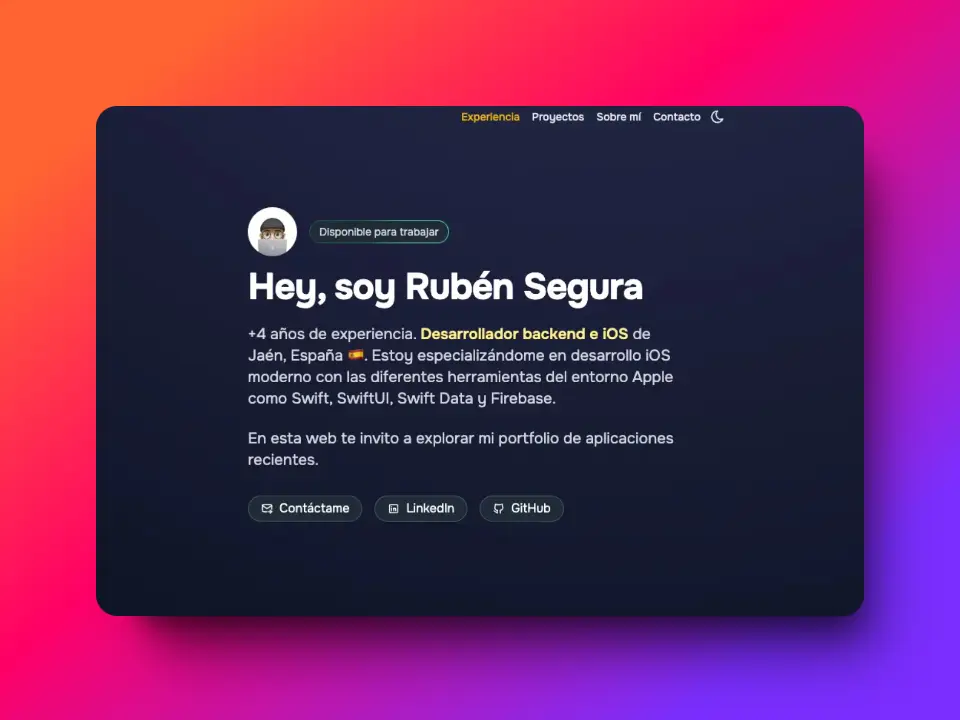 Experiencia Proyectos Sobre mí Contacto
Disponible para trabajar
Hey, soy Rubén Segura
+4 años de experiencia. Desarrollador backend e iOS de
Jaén, España 🇪🇸. Estoy especializándome en desarrollo iOS
moderno con las diferentes herramientas del entorno Apple
como Swift, SwiftUI, Swift Data y Firebase.
En esta web te invito a explorar mi portfolio de aplicaciones
recientes.
Contáctame LinkedIn GitHub